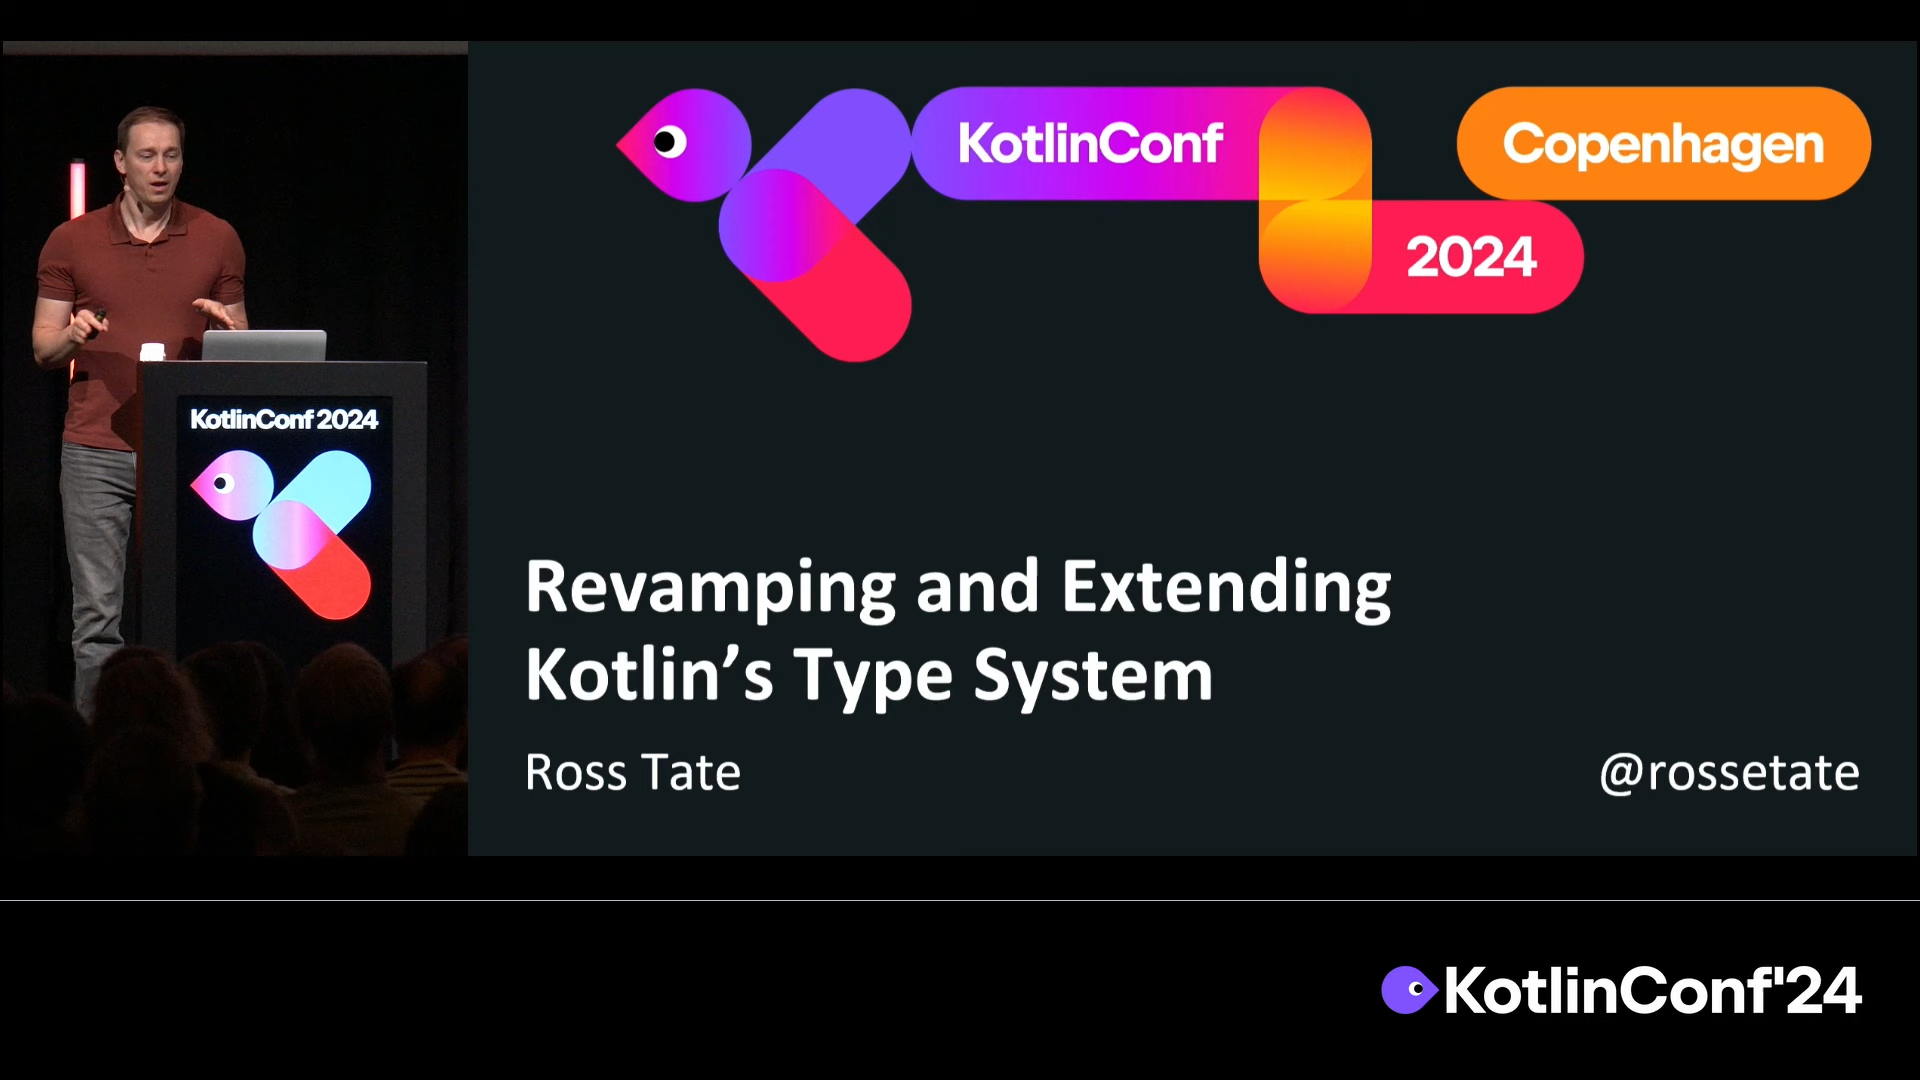 KotlinConf
Copenhagen
2024
KotlinConf 2024
Revamping and Extending
Kotlin’s Type System
Ross Tate
@rossetate
KotlinConf'24